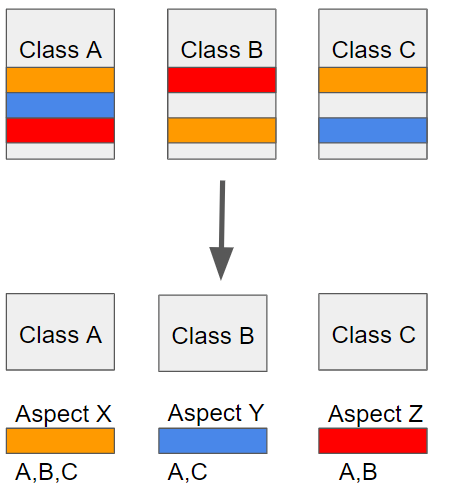 Class A
Class B
Class C
Class A
Class B
Class C
Aspect X
Aspect Y
Aspect Z
A,B,C
A,C
A,B